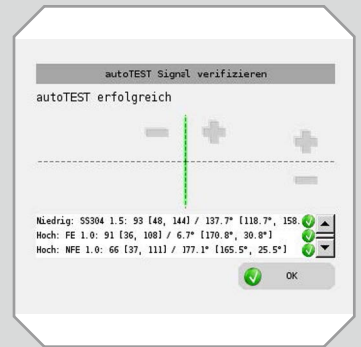 autoTEST Signal verifizieren
autoTEST erfolgreich
Niedrig: SS304 1.5: 93 [48, 144] / 137.7° [118.7°, 158.
Hoch: FE 1.0: 91 [36, 108] / 6.7° [170.8°, 30.8°]
Hoch: NFE 1.0: 66 [37, 111] / 177.1° [165.5°, 25.5°]
OK